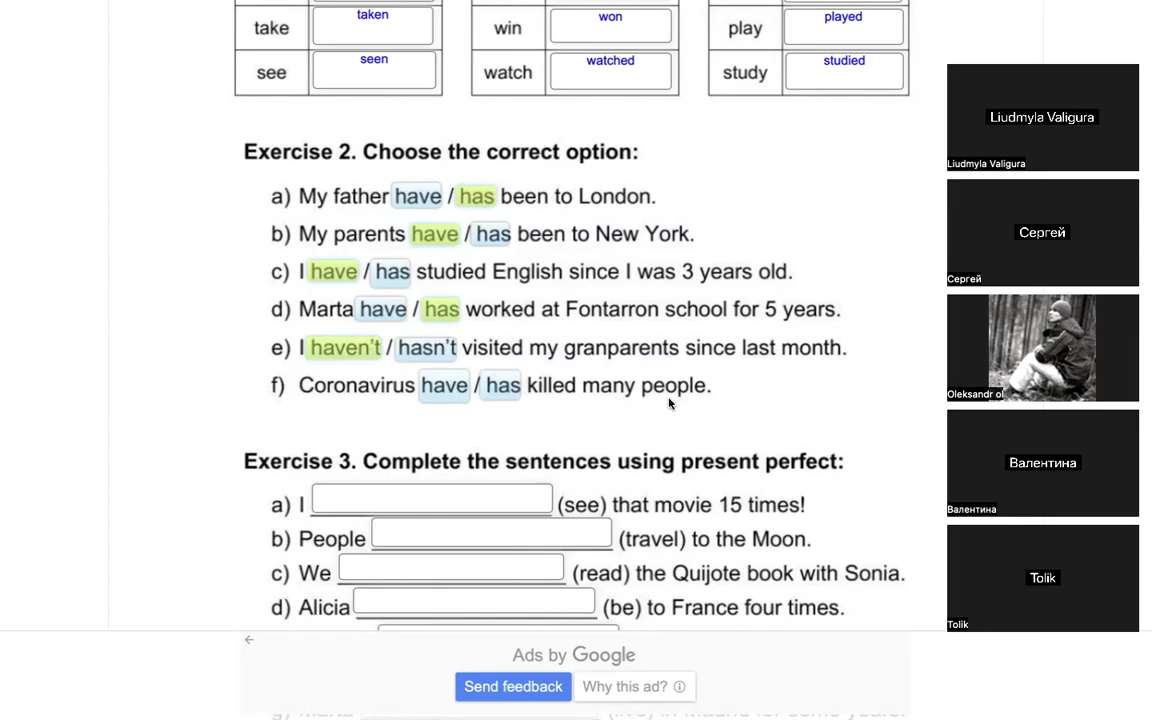 take taken win won play played
see seen watch watched study studied
Exercise 2. Choose the correct option:
a) My father have / has been to London.
b) My parents have / has been to New York.
c) I have / has studied English since I was 3 years old.
d) Marta have / has worked at Fontarron school for 5 years.
e) I haven't / hasn't visited my granparents since last month.
f) Coronavirus have / has killed many people.
Exercise 3. Complete the sentences using present perfect:
a) I (see) that movie 15 times!
b) People (travel) to the Moon.
c) We (read) the Quijote book with Sonia.
d) Alicia (be) to France four times.
Ads by Google
Send feedback Why this ad?
Liudmyla Valigura
Liudmyla Valigura
Сергей
Сергей
Oleksandr ol
Валентина
Валентина
Tolik
Tolik